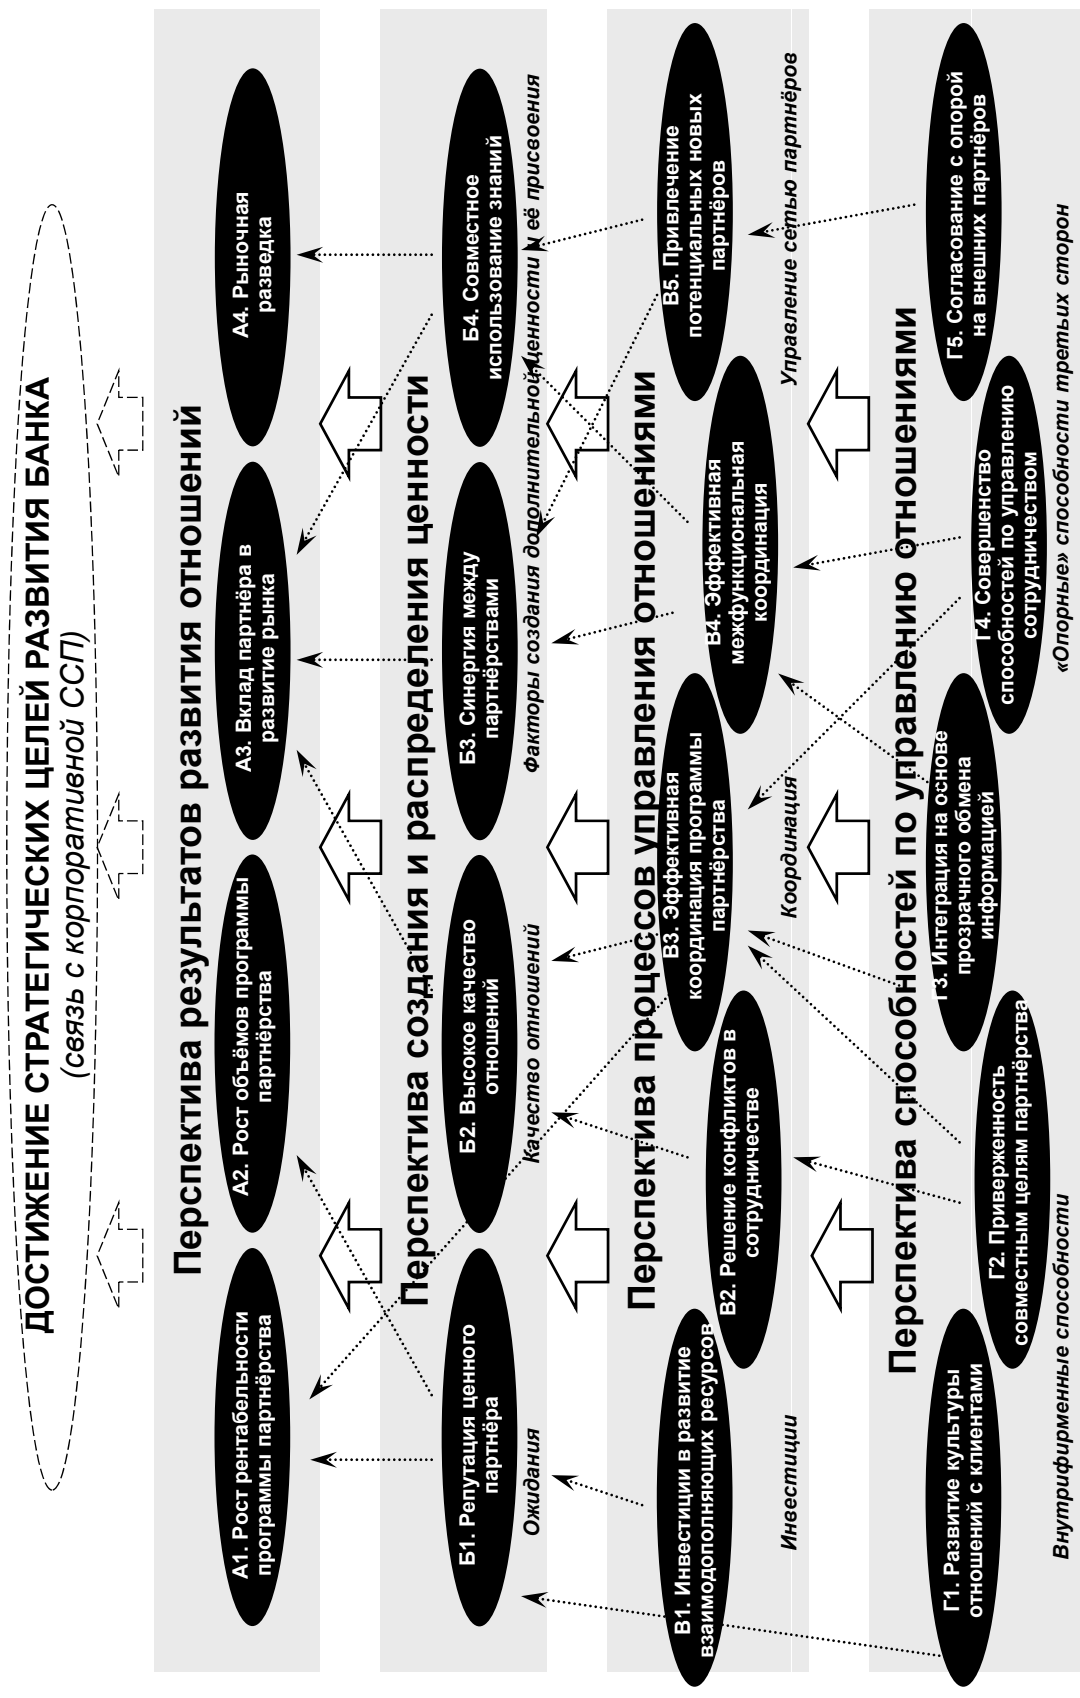 ДОСТИЖЕНИЕ СТРАТЕГИЧЕСКИХ ЦЕЛЕЙ РАЗВИТИЯ БАНКА
(связь с корпоративной ССП)
Перспектива результатов развития отношений
А1. Рост рентабельности
программы партнёрства
А2. Рост объёмов программы
партнёрства
А3. Вклад партнёра в
развитие рынка
А4. Рыночная
разведка
Перспектива создания и распределения ценности
Б1. Репутация ценного
партнёра
Б2. Высокое качество
отношений
Б3. Синергия между
партнёрствами
Б4. Совместное
использование знаний
Ожидания
Качество отношений
Факторы создания дополнительной ценности и её присвоения
Перспектива процессов управления отношениями
В1. Инвестиции в развитие
взаимодополняющих ресурсов
В2. Решение конфликтов в
сотрудничестве
В3. Эффективная
координация программы
партнёрства
В4. Эффективная
межфункциональная
координация
В5. Привлечение
потенциальных новых
партнёров
Инвестиции
Координация
Управление сетью партнёров
Перспектива способностей по управлению отношениями
Г1. Развитие культуры
отношений с клиентами
Г2. Приверженность
совместным целям партнёрства
Г3. Интеграция на основе
прозрачного обмена
информацией
Г4. Совершенство
способностей по управлению
сотрудничеством
Г5. Согласование с опорой
на внешних партнёров
Внутрифирменные способности
«Опорные» способности третьих сторон